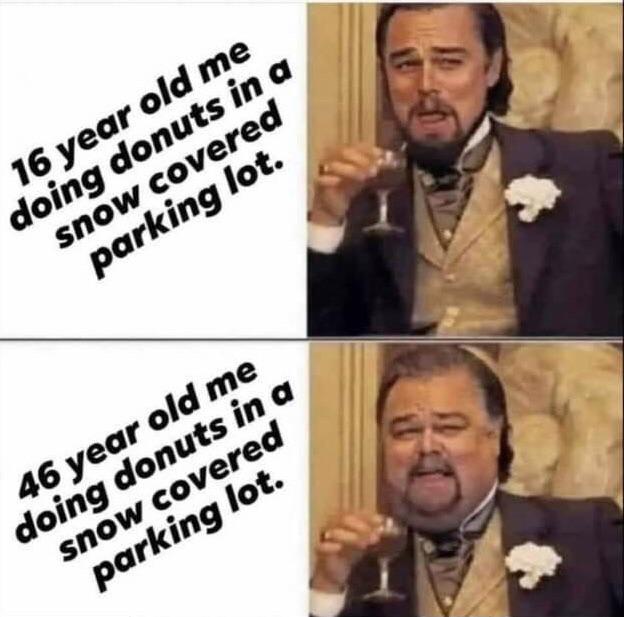 16 year old me
doing donuts in a
snow covered
parking lot.
46 year old me
doing donuts in a
snow covered
parking lot.